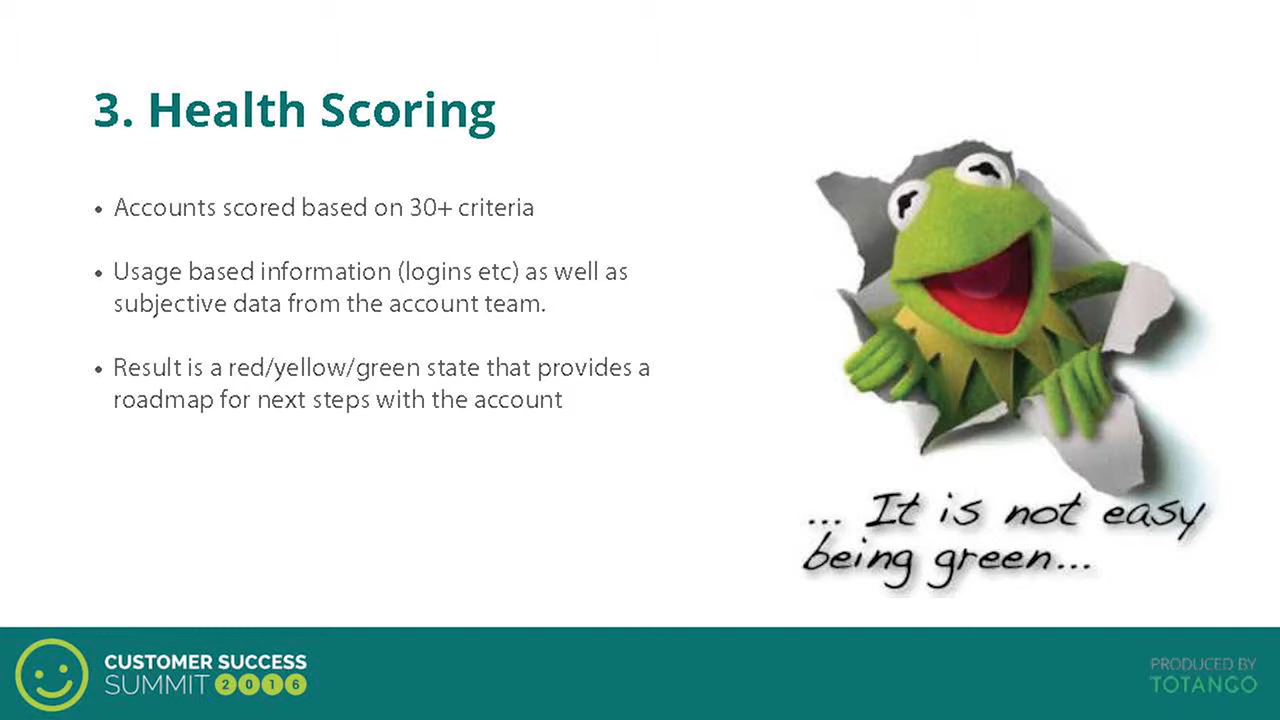 3. Health Scoring
• Accounts scored based on 30+ criteria
• Usage based information (logins etc) as well as
subjective data from the account team.
• Result is a red/yellow/green state that provides a
roadmap for next steps with the account
... It is not easy
being green...
CUSTOMER SUCCESS
SUMMIT 2016
PRODUCED BY
TOTANGO